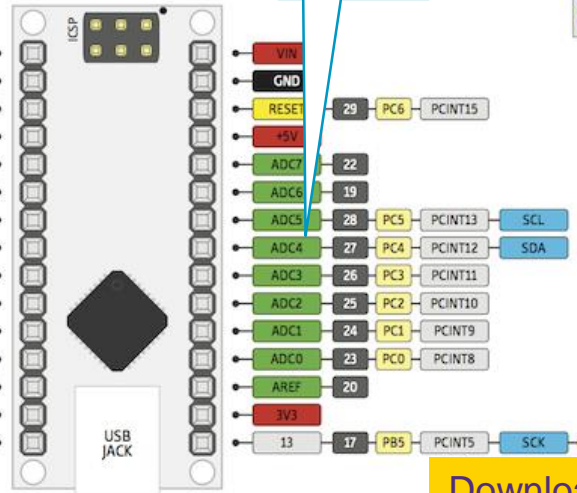 ICSP
VIN
GND
RESET 29 PC6 PCINT15
+5V
ADC7 22
ADC6 19
ADC5 28 PC5 PCINT13 SCL
ADC4 27 PC4 PCINT12 SDA
ADC3 26 PC3 PCINT11
ADC2 25 PC2 PCINT10
ADC1 24 PC1 PCINT9
ADC0 23 PC0 PCINT8
AREF 20
3V3
13 17 PB5 PCINT5 SCK
USB
JACK